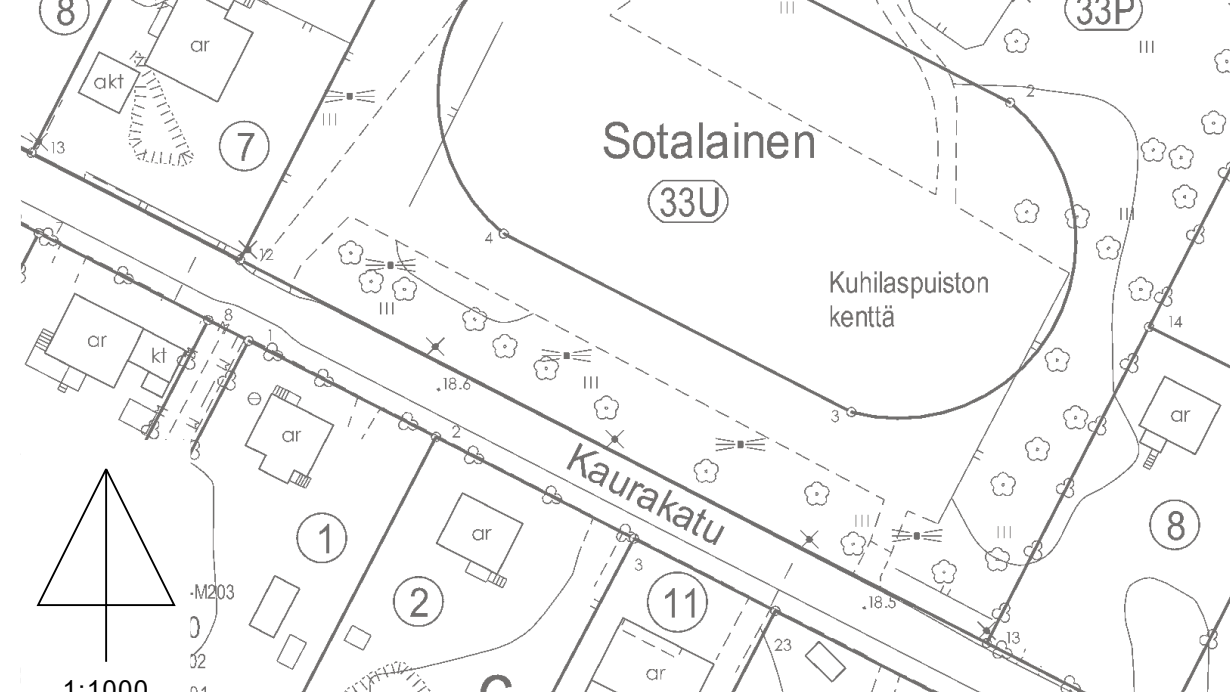 8
33P
ar
2
akt
Sotalainen
13
7
33U
4
12
Kuhilaspuiston
kenttä
8
14
1
ar
kt
18.6
3
ar
ar
2
Kaurakatu
1
ar
8
3
-M203
2
11
18.5
13
23
ar
1:1000